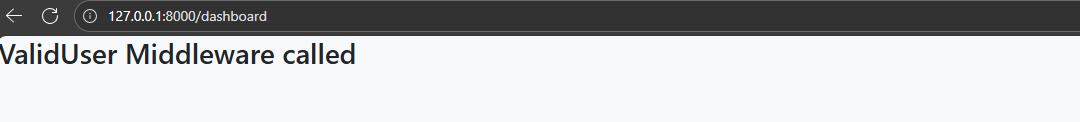 127.0.0.1:8000/dashboard
ValidUser Middleware called